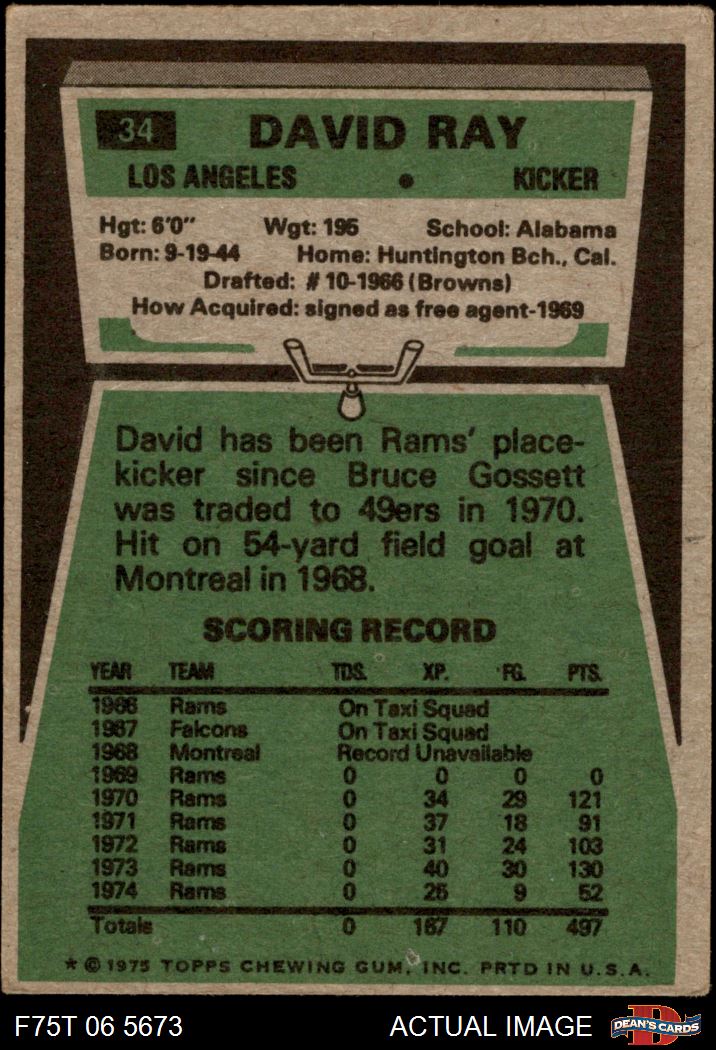 34 DAVID RAY
LOS ANGELES • KICKER
Hgt: 6'0" Wgt: 195 School: Alabama
Born: 9-19-44 Home: Huntington Bch., Cal.
Drafted: #10-1966 (Browns)
How Acquired: signed as free agent-1969
David has been Rams' place-
kicker since Bruce Gossett
was traded to 49ers in 1970.
Hit on 54-yard field goal at
Montreal in 1968.
SCORING RECORD
YEAR TEAM TDS. XP. FG. PTS.
1966 Rams On Taxi Squad
1967 Falcons On Taxi Squad
1968 Montreal Record Unavailable
1969 Rams 0 0 0 0
1970 Rams 0 34 29 121
1971 Rams 0 37 18 91
1972 Rams 0 31 24 103
1973 Rams 0 40 30 130
1974 Rams 0 25 9 52
Totals 0 167 110 497
* © 1975 TOPPS CHEWING GUM, INC. PRTD IN U.S.A.
F75T 06 5673 ACTUAL IMAGE D DEAN'S CARDS